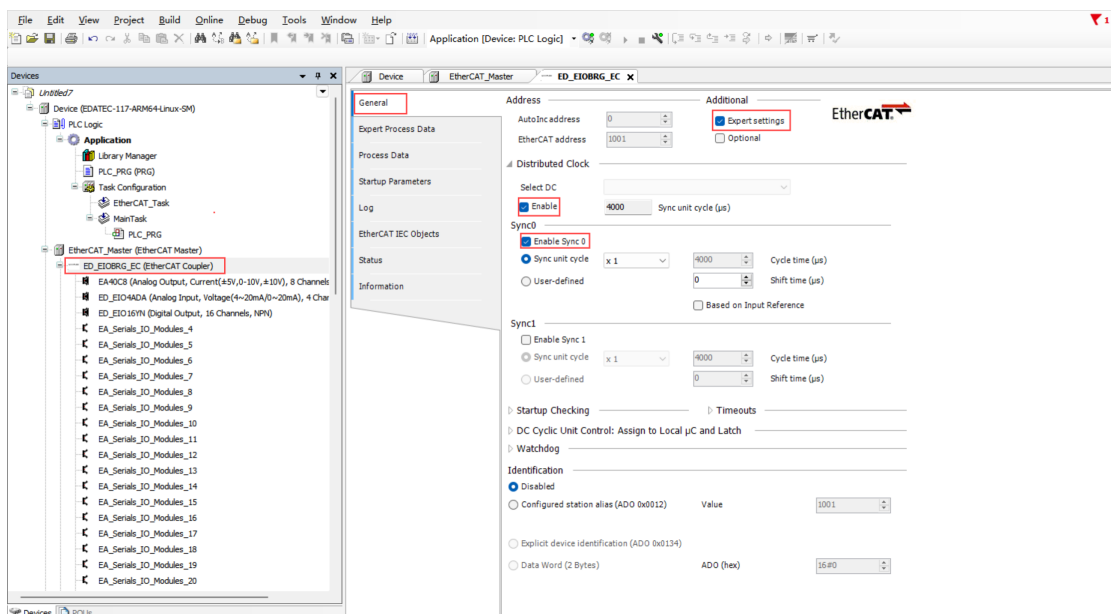 File Edit View Project Build Online Debug Tools Window Help
1
Application [Device: PLC Logic]
Devices
Untitled7
Device (EDATEC-117-ARM64-Linux-SM)
PLC Logic
Application
Library Manager
PLC_PRG (PRG)
Task Configuration
EtherCAT_Task
MainTask
PLC_PRG
EtherCAT_Master (EtherCAT Master)
ED_EIOBRG_EC (EtherCAT Coupler)
EA40C8 (Analog Output, Current(±5V,0-10V,±10V), 8 Channels
ED_EIO4ADA (Analog Input, Voltage(4~20mA/0~20mA), 4 Char
ED_EIO16YN (Digital Output, 16 Channels, NPN)
EA_Serials_IO_Modules_4
EA_Serials_IO_Modules_5
EA_Serials_IO_Modules_6
EA_Serials_IO_Modules_7
EA_Serials_IO_Modules_8
EA_Serials_IO_Modules_9
EA_Serials_IO_Modules_10
EA_Serials_IO_Modules_11
EA_Serials_IO_Modules_12
EA_Serials_IO_Modules_13
EA_Serials_IO_Modules_14
EA_Serials_IO_Modules_15
EA_Serials_IO_Modules_16
EA_Serials_IO_Modules_17
EA_Serials_IO_Modules_18
EA_Serials_IO_Modules_19
EA_Serials_IO_Modules_20
Devices POUs
Device EtherCAT_Master ED_EIOBRG_EC
General
Expert Process Data
Process Data
Startup Parameters
Log
EtherCAT IEC Objects
Status
Information
Address Additional
AutoInc address 0 Expert settings
EtherCAT address 1001 Optional
EtherCAT
Distributed Clock
Select DC
Enable 4000 Sync unit cycle (µs)
Sync0
Enable Sync 0
Sync unit cycle x 1 4000 Cycle time (µs)
User-defined 0 Shift time (µs)
Based on Input Reference
Sync1
Enable Sync 1
Sync unit cycle x 1 4000 Cycle time (µs)
User-defined 0 Shift time (µs)
Startup Checking Timeouts
DC Cyclic Unit Control: Assign to Local µC and Latch
Watchdog
Identification
Disabled
Configured station alias (ADO 0x0012) Value 1001
Explicit device identification (ADO 0x0134)
Data Word (2 Bytes) ADO (hex) 16#0